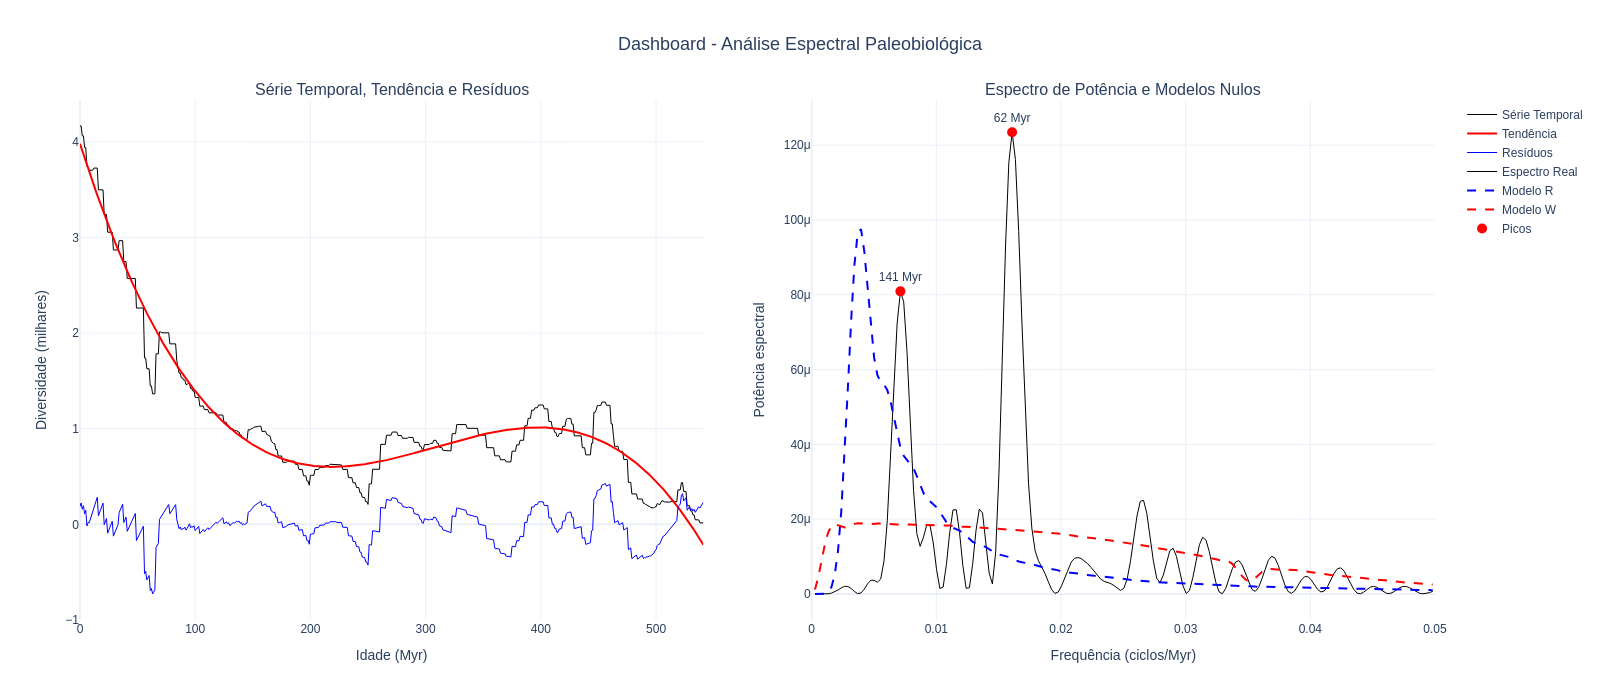 Dashboard - Análise Espectral Paleobiológica
Série Temporal, Tendência e Resíduos
Diversidade (milhares)
4
3
2
1
0
−1
0 100 200 300 400 500
Idade (Myr)
Espectro de Potência e Modelos Nulos
62 Myr
141 Myr
Potência espectral
120μ
100μ
80μ
60μ
40μ
20μ
0
0 0.01 0.02 0.03 0.04 0.05
Frequência (ciclos/Myr)
Série Temporal
Tendência
Resíduos
Espectro Real
Modelo R
Modelo W
Picos